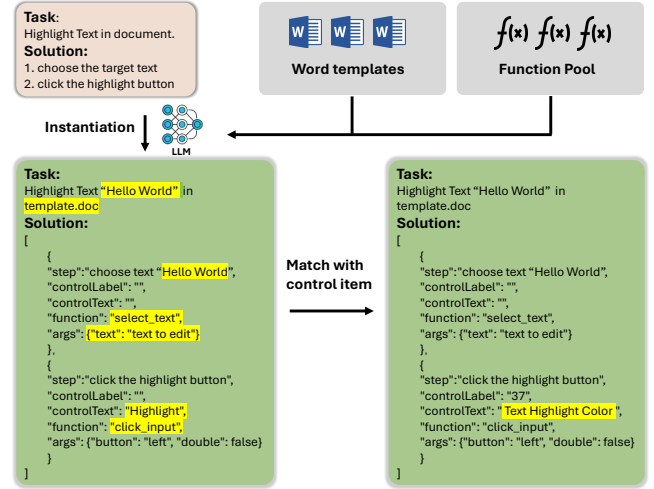 Task:
Highlight Text in document.
Solution:
1. choose the target text
2. click the highlight button
W W W
Word templates
f(x) f(x) f(x)
Function Pool
Instantiation
LLM
Task:
Highlight Text “Hello World” in
template.doc
Solution:
[
{
"step":"choose text “Hello World”,
"controlLabel": "",
"controlText": "",
"function": "select_text",
"args": {"text": "text to edit"}
},
{
"step":"click the highlight button",
"controlLabel": "",
"controlText": "Highlight",
"function": "click_input",
"args": {"button": "left", "double": false}
}
]
Match with
control item
Task:
Highlight Text “Hello World” in
template.doc
Solution:
[
{
"step":"choose text “Hello World”,
"controlLabel": "",
"controlText": "",
"function": "select_text",
"args": {"text": "text to edit"}
},
{
"step":"click the highlight button",
"controlLabel": "37",
"controlText": " Text Highlight Color ",
"function": "click_input",
"args": {"button": "left", "double": false}
}
]